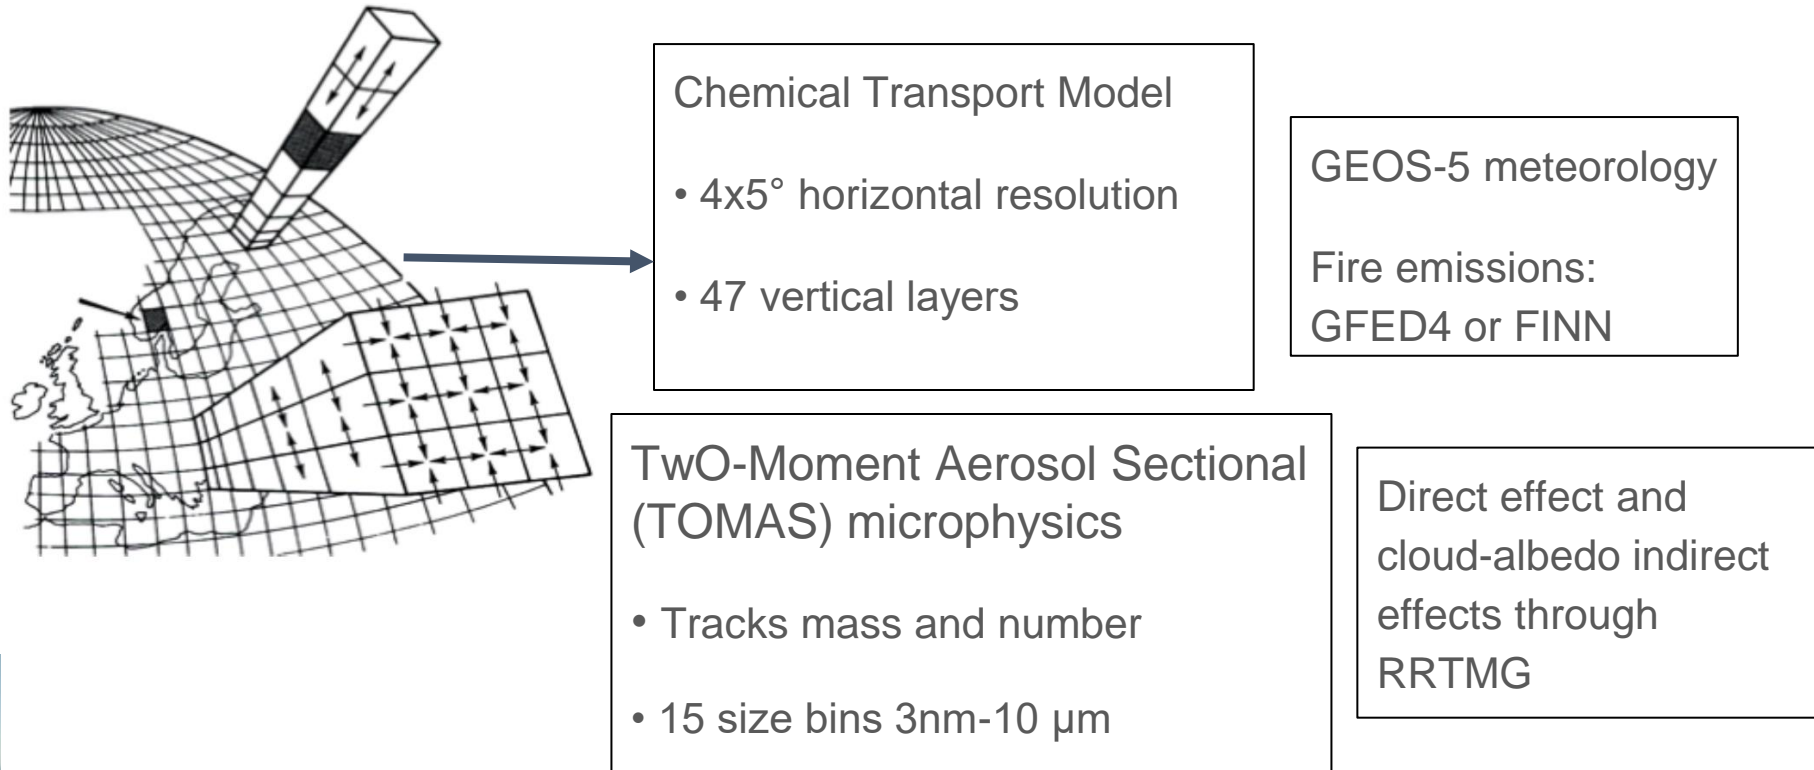 Chemical Transport Model
• 4x5° horizontal resolution
• 47 vertical layers
GEOS-5 meteorology
Fire emissions:
GFED4 or FINN
TwO-Moment Aerosol Sectional
(TOMAS) microphysics
• Tracks mass and number
• 15 size bins 3nm-10 µm
Direct effect and
cloud-albedo indirect
effects through
RRTMG